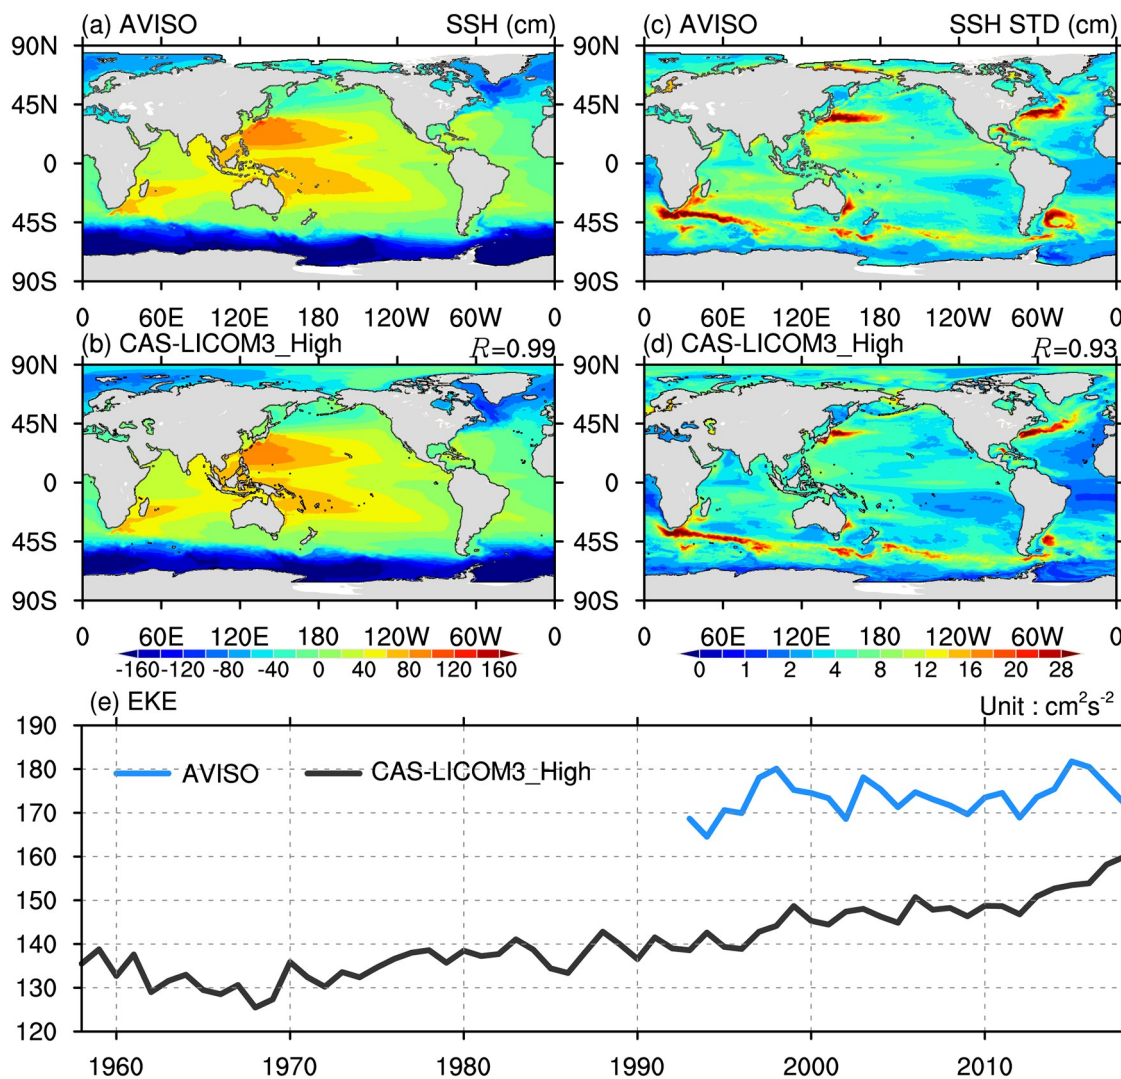 (a) AVISO SSH (cm) (c) AVISO SSH STD (cm)
90N 90N
45N 45N
0 0
45S 45S
90S 90S
0 60E 120E 180 120W 60W 0 0 60E 120E 180 120W 60W 0
(b) CAS-LICOM3_High R=0.99 (d) CAS-LICOM3_High R=0.93
90N 90N
45N 45N
0 0
45S 45S
90S 90S
0 60E 120E 180 120W 60W 0 0 60E 120E 180 120W 60W 0
-160 -120 -80 -40 0 40 80 120 160 0 1 2 4 8 12 16 20 28
(e) EKE Unit : cm²s⁻²
190
180
AVISO CAS-LICOM3_High
170
160
150
140
130
120
1960 1970 1980 1990 2000 2010